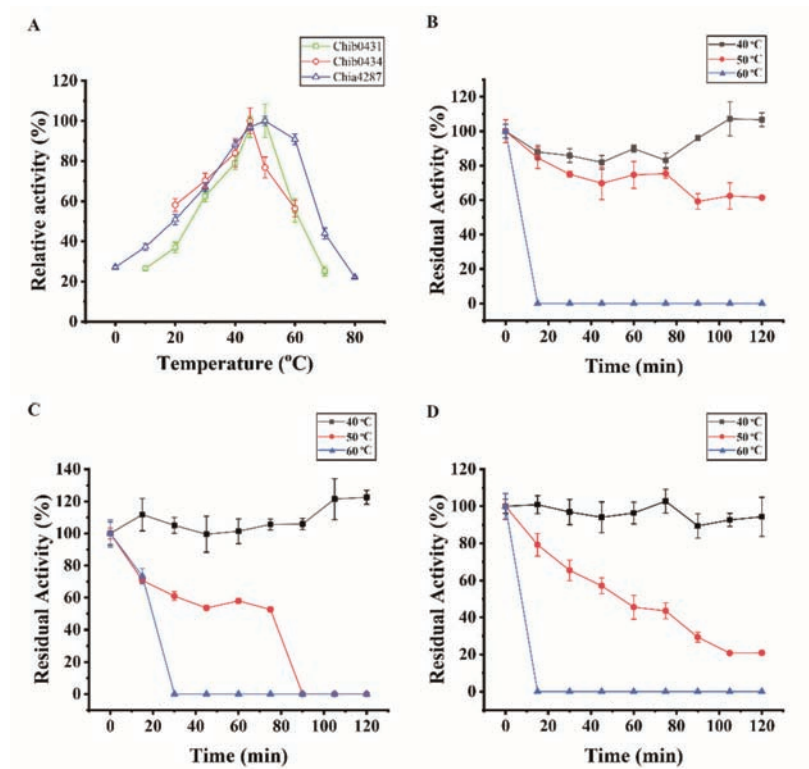 A
Chib0431
Chib0434
Chia4287
Relative activity (%)
120
100
80
60
40
20
0
0 20 40 60 80
Temperature (°C)
B
40 °C
50 °C
60 °C
Residual Activity (%)
120
100
80
60
40
20
0
0 20 40 60 80 100 120
Time (min)
C
40 °C
50 °C
60 °C
Residual Activity (%)
140
120
100
80
60
40
20
0
0 20 40 60 80 100 120
Time (min)
D
40 °C
50 °C
60 °C
Residual Activity (%)
120
100
80
60
40
20
0
0 20 40 60 80 100 120
Time (min)